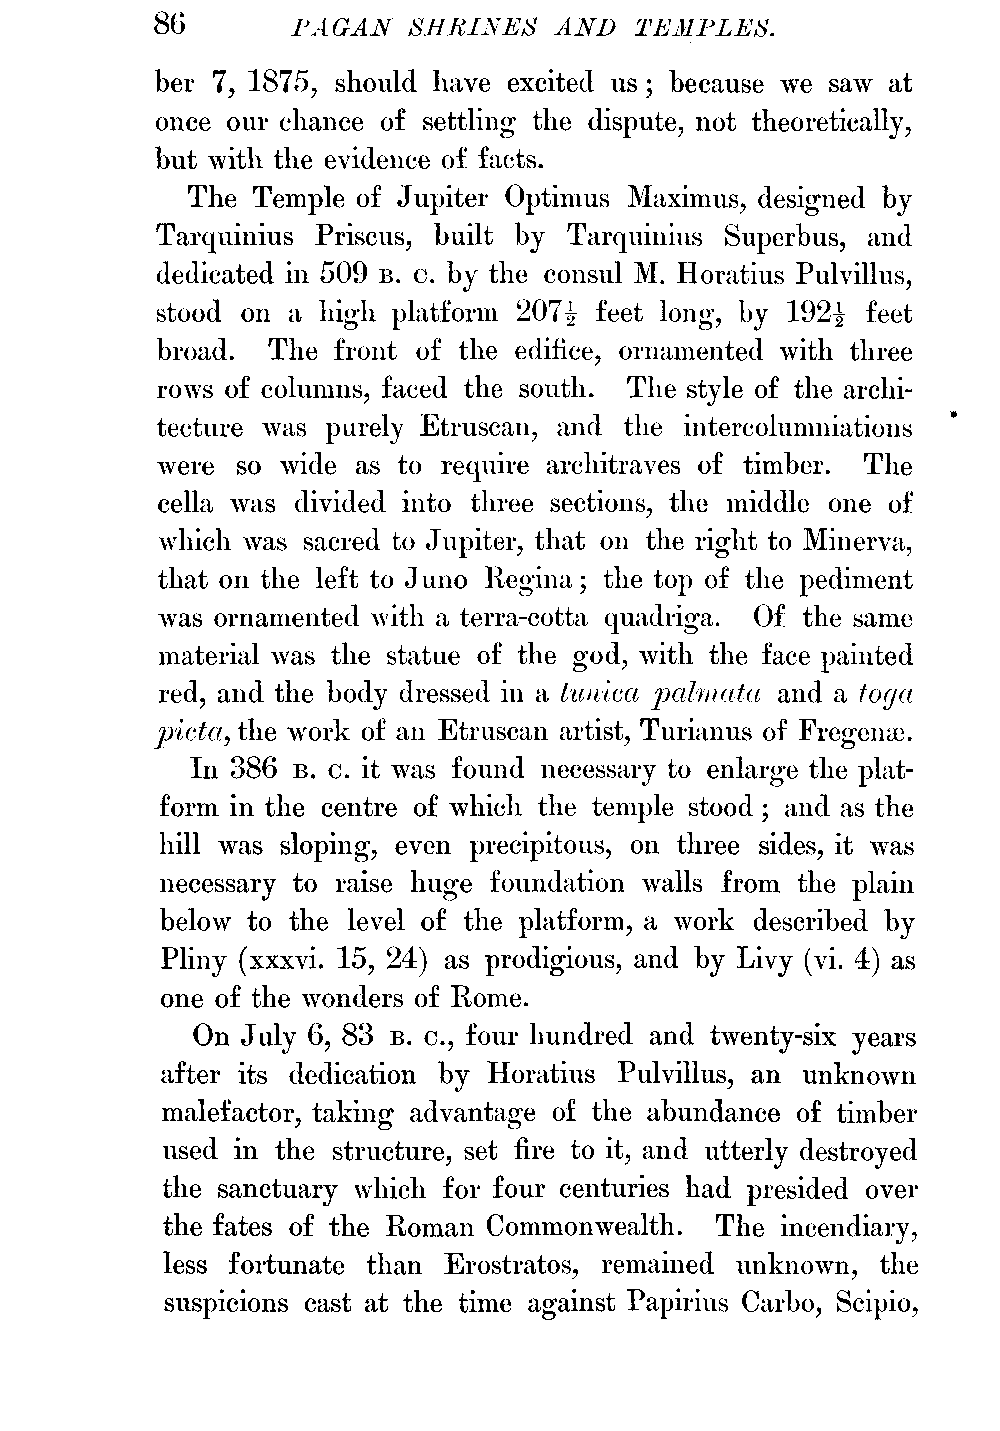 86 PAGAN SHRINES AND TEMPLES.
ber 7, 1875, should have excited us; because we saw at
once our chance of settling the dispute, not theoretically,
but with the evidence of facts.
The Temple of Jupiter Optimus Maximus, designed by
Tarquinius Priscus, built by Tarquinius Superbus, and
dedicated in 509 B. C. by the consul M. Horatius Pulvillus,
stood on a high platform 207½ feet long, by 192½ feet
broad. The front of the edifice, ornamented with three
rows of columns, faced the south. The style of the archi-
tecture was purely Etruscan, and the intercolumniations
were so wide as to require architraves of timber. The
cella was divided into three sections, the middle one of
which was sacred to Jupiter, that on the right to Minerva,
that on the left to Juno Regina; the top of the pediment
was ornamented with a terra-cotta quadriga. Of the same
material was the statue of the god, with the face painted
red, and the body dressed in a tunica palmata and a toga
picta, the work of an Etruscan artist, Turianus of Fregenæ.
In 386 B. C. it was found necessary to enlarge the plat-
form in the centre of which the temple stood; and as the
hill was sloping, even precipitous, on three sides, it was
necessary to raise huge foundation walls from the plain
below to the level of the platform, a work described by
Pliny (xxxvi. 15, 24) as prodigious, and by Livy (vi. 4) as
one of the wonders of Rome.
On July 6, 83 B. C., four hundred and twenty-six years
after its dedication by Horatius Pulvillus, an unknown
malefactor, taking advantage of the abundance of timber
used in the structure, set fire to it, and utterly destroyed
the sanctuary which for four centuries had presided over
the fates of the Roman Commonwealth. The incendiary,
less fortunate than Erostratos, remained unknown, the
suspicions cast at the time against Papirius Carbo, Scipio,